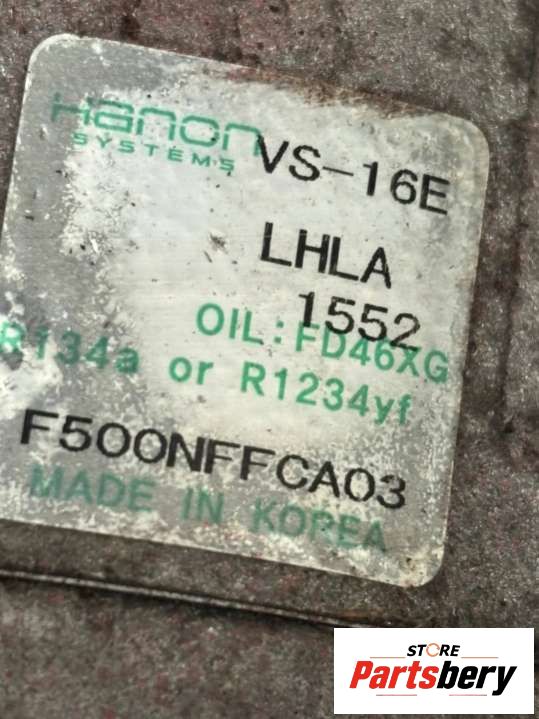 Hanon
SYSTEMS
VS-16E
LHLA
1552
OIL:FD46XG
R134a or R1234yf
F500NFFCA03
MADE IN KOREA
STORE
Partsbery